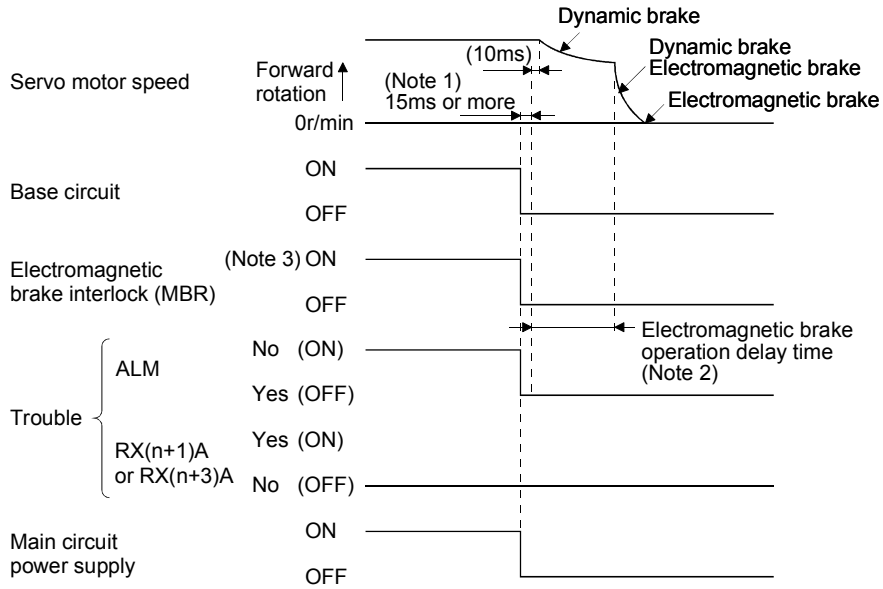 Dynamic brake
(10ms)
Dynamic brake
Electromagnetic brake
Servo motor speed
Forward
rotation
(Note 1)
15ms or more
Electromagnetic brake
0r/min
ON
Base circuit
OFF
Electromagnetic
brake interlock (MBR)
(Note 3) ON
OFF
Electromagnetic brake
operation delay time
(Note 2)
Trouble
ALM
No (ON)
Yes (OFF)
RX(n+1)A
or RX(n+3)A
Yes (ON)
No (OFF)
Main circuit
power supply
ON
OFF